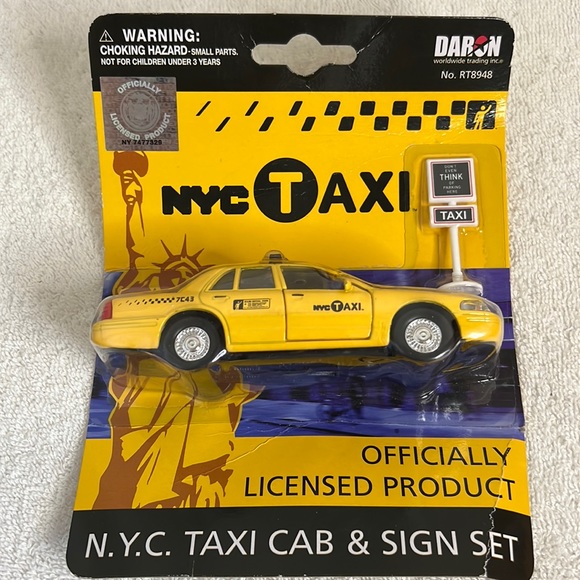 WARNING:
CHOKING HAZARD-SMALL PARTS.
NOT FOR CHILDREN UNDER 3 YEARS
DARON
worldwide trading inc.®
No. RT8948
OFFICIALLY
LICENSED PRODUCT
NY 7477528
NYC TAXI
DON'T
EVEN
THINK
OF
PARKING
HERE
TAXI
7C43
NYC TAXI.
OFFICIALLY
LICENSED PRODUCT
N.Y.C. TAXI CAB & SIGN SET